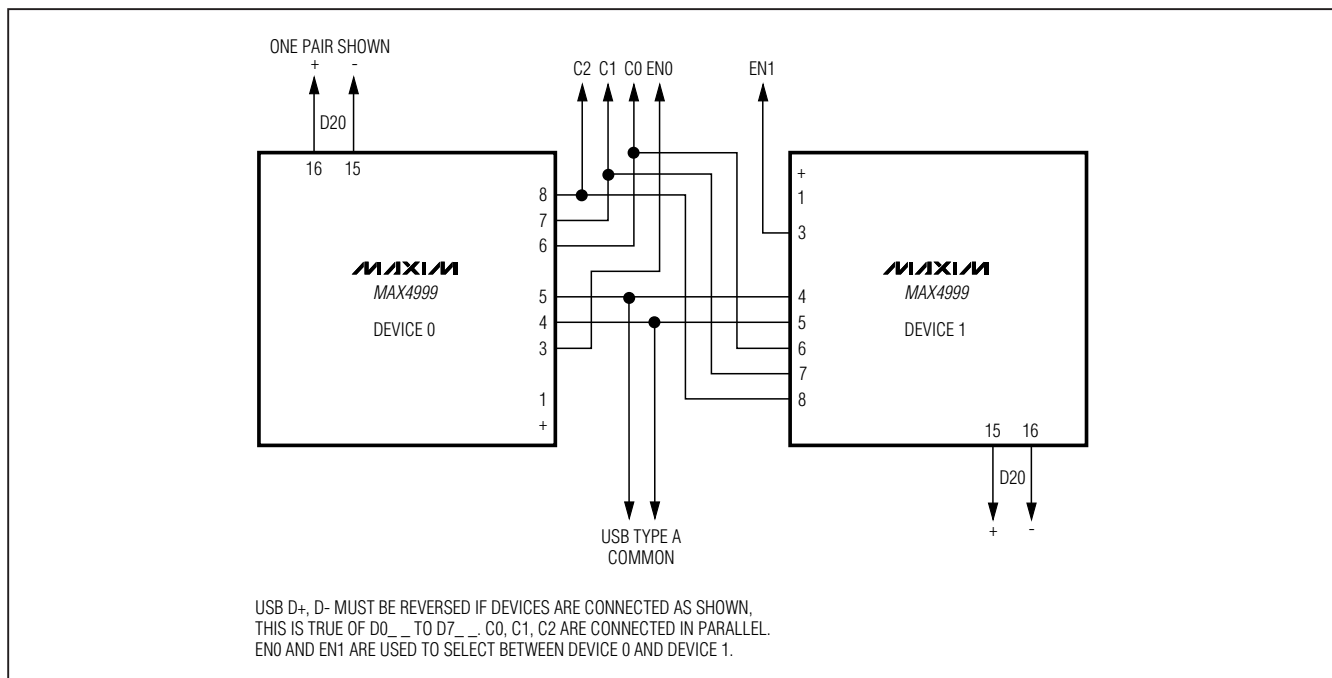 ONE PAIR SHOWN
+ -
D20
16 15
C2 C1 C0 EN0
EN1
8
7
6
5
4
3
1
+
MAXIM
MAX4999
DEVICE 0
+
1
3
4
5
6
7
8
MAXIM
MAX4999
DEVICE 1
15 16
D20
+ -
USB TYPE A
COMMON
USB D+, D- MUST BE REVERSED IF DEVICES ARE CONNECTED AS SHOWN,
THIS IS TRUE OF D0_ _ TO D7_ _. C0, C1, C2 ARE CONNECTED IN PARALLEL.
EN0 AND EN1 ARE USED TO SELECT BETWEEN DEVICE 0 AND DEVICE 1.